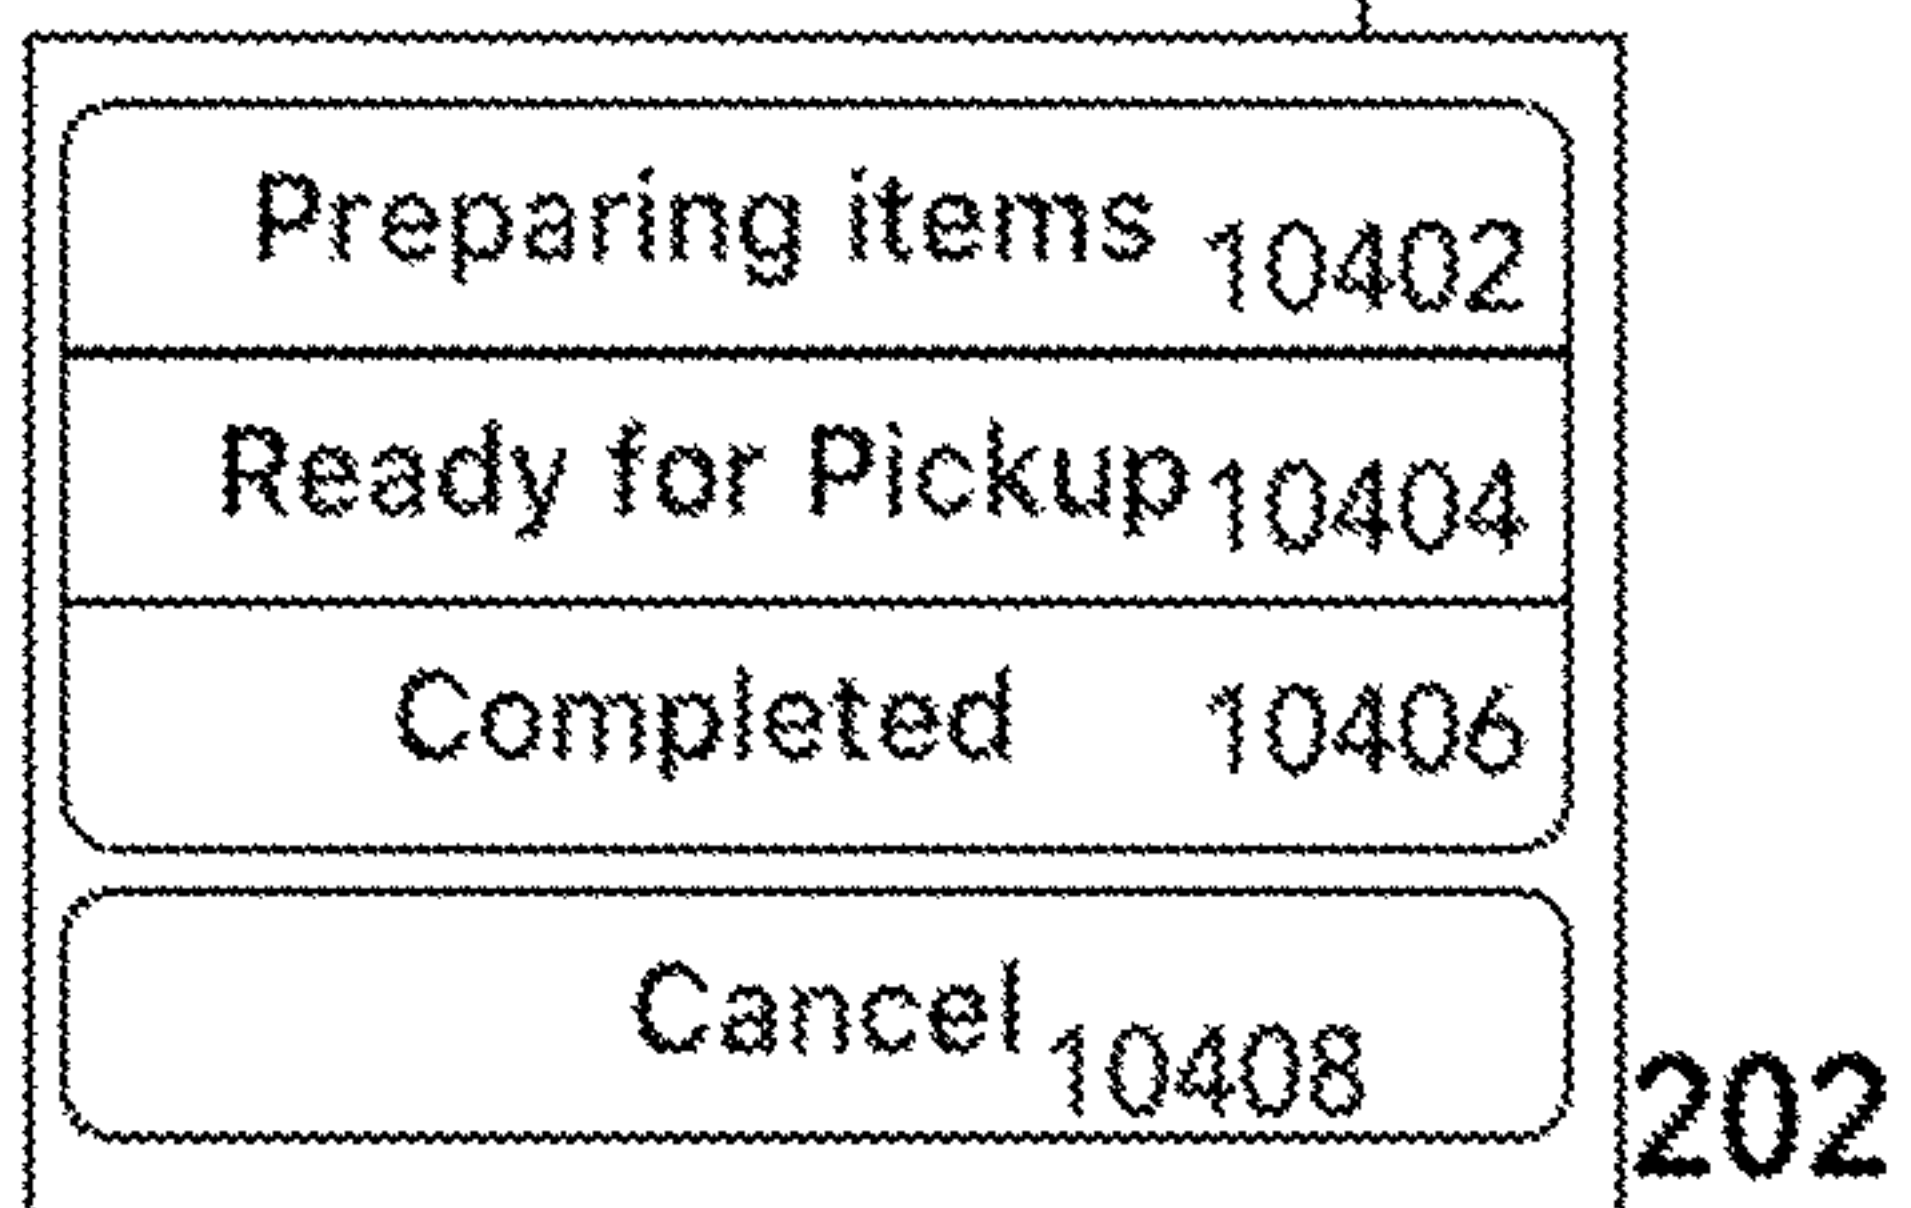 Preparing items 10402
Ready for Pickup 10404
Completed 10406
Cancel 10408
202